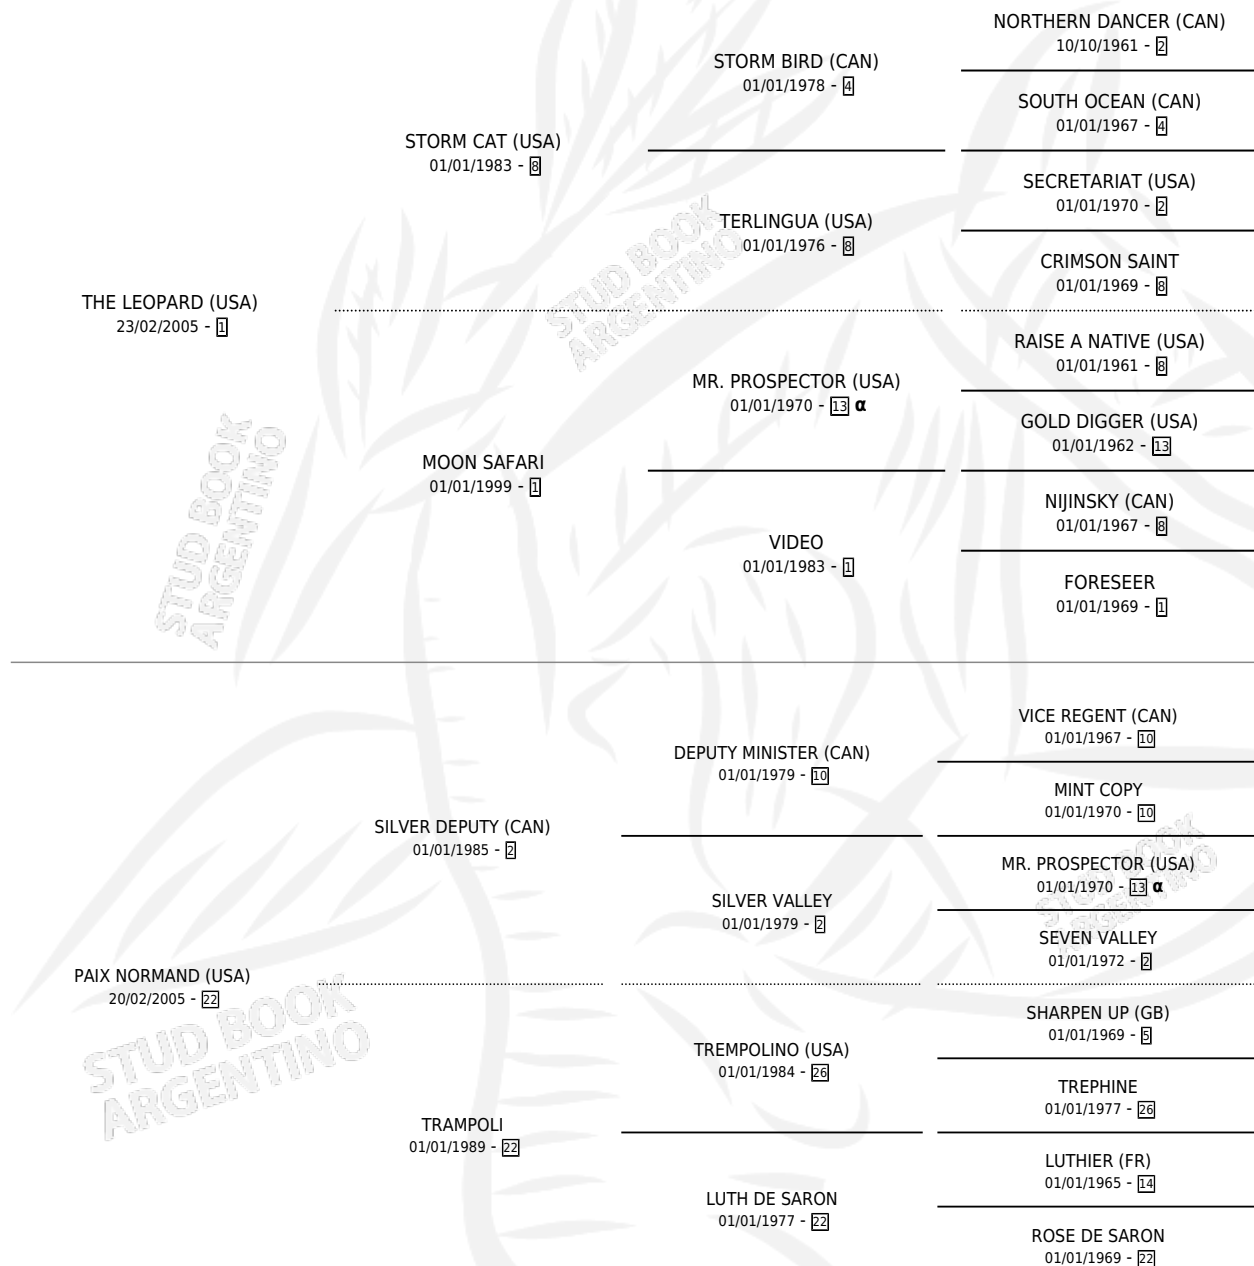 NORTHERN DANCER (CAN)
10/10/1961 - 2
STORM BIRD (CAN)
01/01/1978 - 4
SOUTH OCEAN (CAN)
01/01/1967 - 4
STORM CAT (USA)
01/01/1983 - 8
SECRETARIAT (USA)
01/01/1970 - 2
TERLINGUA (USA)
01/01/1976 - 8
CRIMSON SAINT
01/01/1969 - 8
THE LEOPARD (USA)
23/02/2005 - 1
STUD BOOK
ARGENTINO
RAISE A NATIVE (USA)
01/01/1961 - 8
MR. PROSPECTOR (USA)
01/01/1970 - 13 α
GOLD DIGGER (USA)
01/01/1962 - 13
MOON SAFARI
01/01/1999 - 1
NIJINSKY (CAN)
01/01/1967 - 8
VIDEO
01/01/1983 - 1
FORESEER
01/01/1969 - 1
STUD BOOK
ARGENTINO
VICE REGENT (CAN)
01/01/1967 - 10
DEPUTY MINISTER (CAN)
01/01/1979 - 10
MINT COPY
01/01/1970 - 10
SILVER DEPUTY (CAN)
01/01/1985 - 2
MR. PROSPECTOR (USA)
01/01/1970 - 13 α
STUD BOOK
ARGENTINO
SILVER VALLEY
01/01/1979 - 2
SEVEN VALLEY
01/01/1972 - 2
PAIX NORMAND (USA)
20/02/2005 - 22
STUD BOOK
ARGENTINO
SHARPEN UP (GB)
01/01/1969 - 5
TREMPOLINO (USA)
01/01/1984 - 26
TREPHINE
01/01/1977 - 26
TRAMPOLI
01/01/1989 - 22
LUTHIER (FR)
01/01/1965 - 14
LUTH DE SARON
01/01/1977 - 22
ROSE DE SARON
01/01/1969 - 22